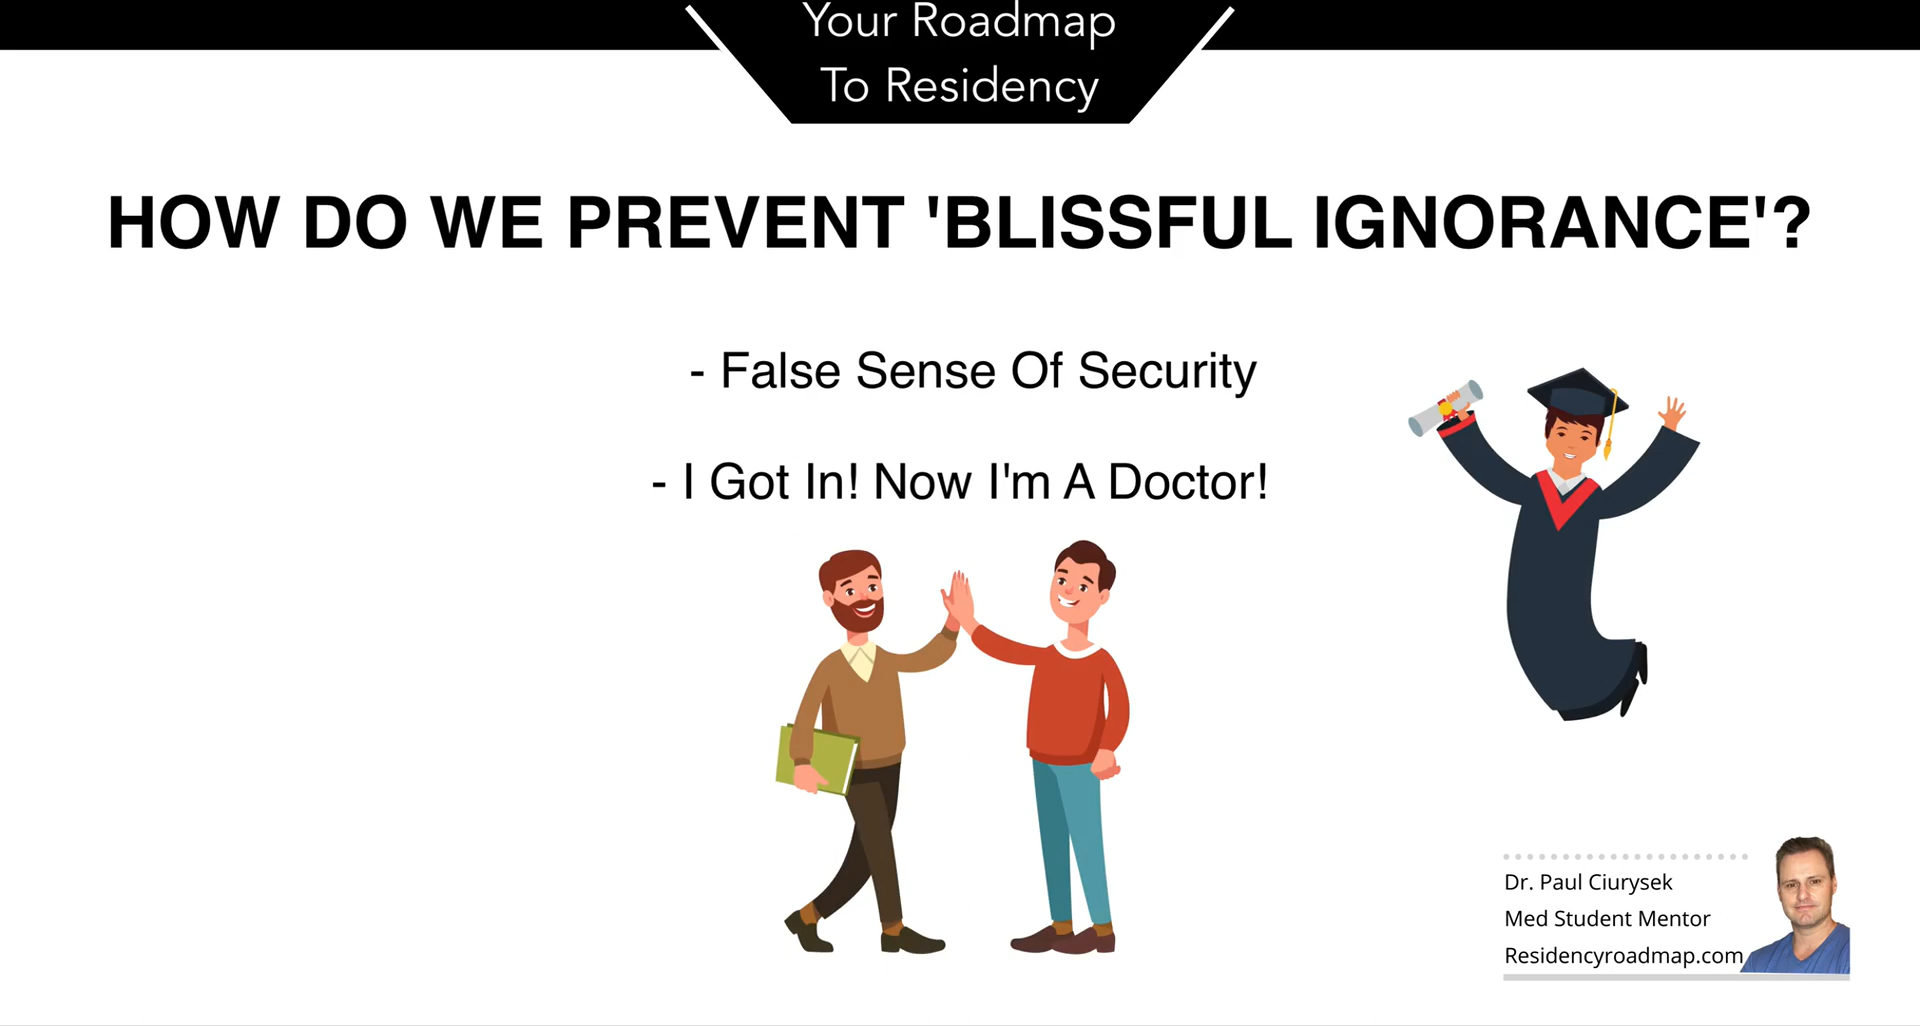 Your Roadmap
To Residency
HOW DO WE PREVENT 'BLISSFUL IGNORANCE'?
- False Sense Of Security
- I Got In! Now I'm A Doctor!
Dr. Paul Ciurysek
Med Student Mentor
Residencyroadmap.com